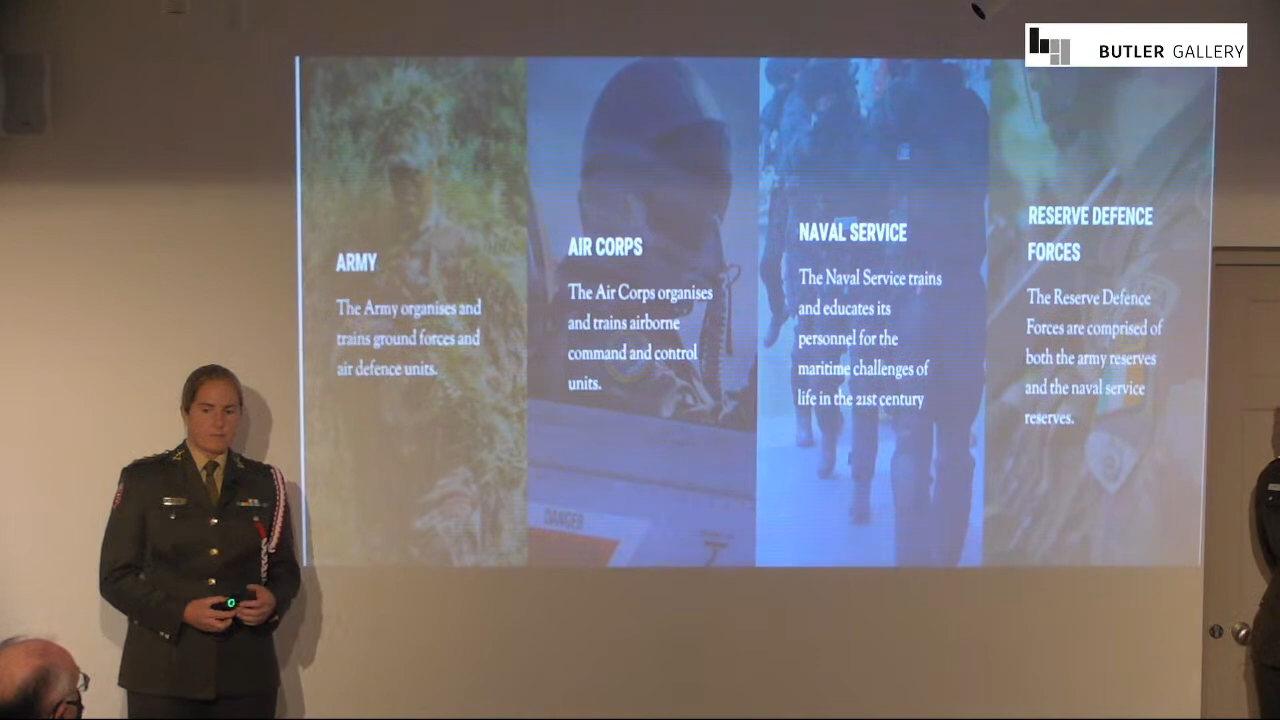 BUTLER GALLERY
ARMY
The Army organises and
trains ground forces and
air defence units.
AIR CORPS
The Air Corps organises
and trains airborne
command and control
units.
DANGER
NAVAL SERVICE
The Naval Service trains
and educates its
personnel for the
maritime challenges of
life in the 21st century
RESERVE DEFENCE
FORCES
The Reserve Defence
Forces are comprised of
both the army reserves
and the naval service
reserves.